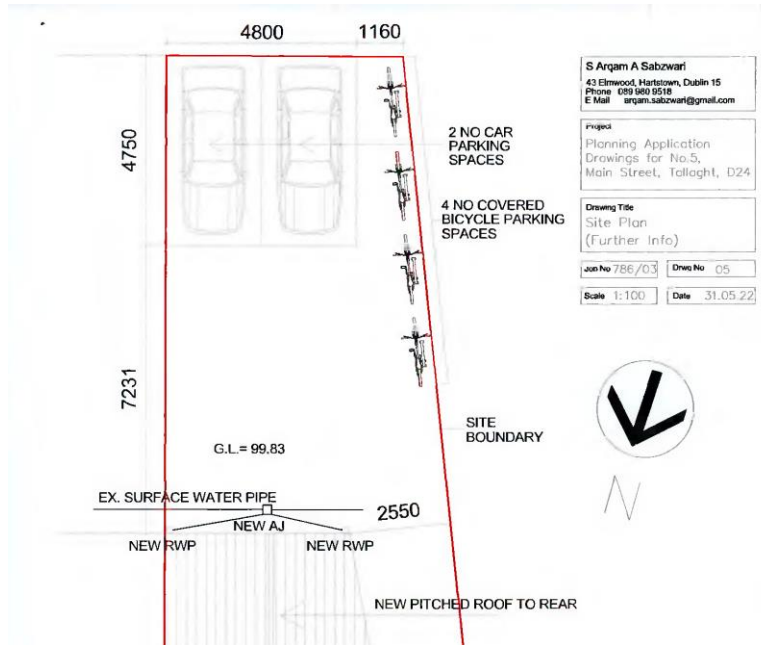 4800
1160
4750
2 NO CAR
PARKING
SPACES
4 NO COVERED
BICYCLE PARKING
SPACES
7231
SITE
BOUNDARY
G.L.= 99.83
EX. SURFACE WATER PIPE
2550
NEW AJ
NEW RWP
NEW RWP
NEW PITCHED ROOF TO REAR
S Arqam A Sabzwari
43 Elmwood, Hartstown, Dublin 15
Phone 089 980 9518
E Mail arqam.sabzwari@gmail.com
Project
Planning Application
Drawings for No.5,
Main Street, Tallaght, D24
Drawing Title
Site Plan
(Further Info)
Job No 786/03
Drwg No 05
Scale 1:100
Date 31.05.22
N